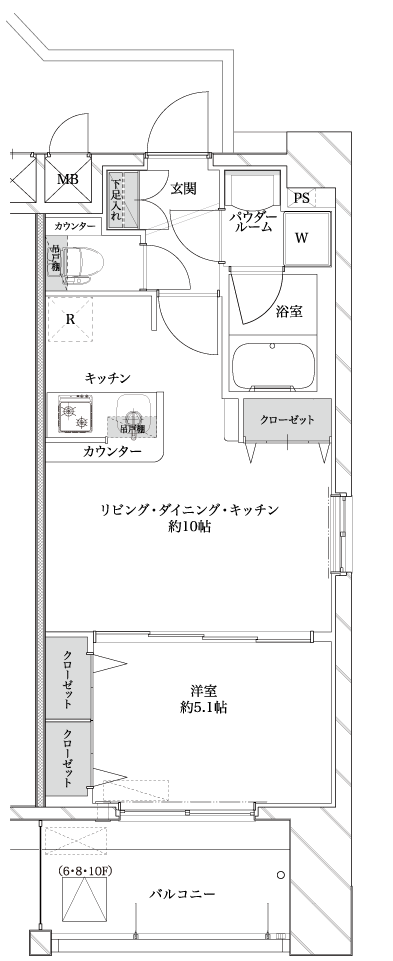 MB
下足入れ
玄関
PS
パウダー
ルーム
W
カウンター
吊戸棚
R
浴室
キッチン
吊戸棚
クローゼット
カウンター
リビング・ダイニング・キッチン
約10帖
クローゼット
洋室
約5.1帖
クローゼット
(6・8・10F)
バルコニー